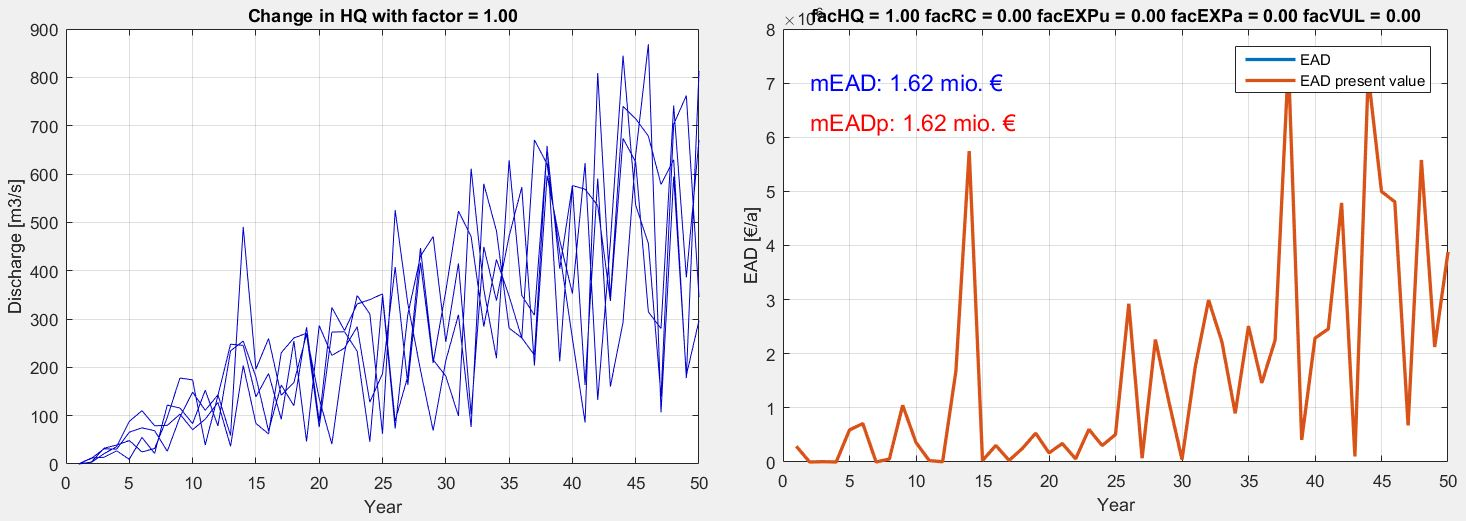 Change in HQ with factor = 1.00
900
800
700
600
500
400
300
200
100
0
Discharge [m3/s]
0 5 10 15 20 25 30 35 40 45 50
Year
facHQ = 1.00 facRC = 0.00 facEXPu = 0.00 facEXPa = 0.00 facVUL = 0.00
8
7
6
5
4
3
2
1
0
EAD [€/a]
mEAD: 1.62 mio. €
mEADp: 1.62 mio. €
EAD
EAD present value
0 5 10 15 20 25 30 35 40 45 50
Year